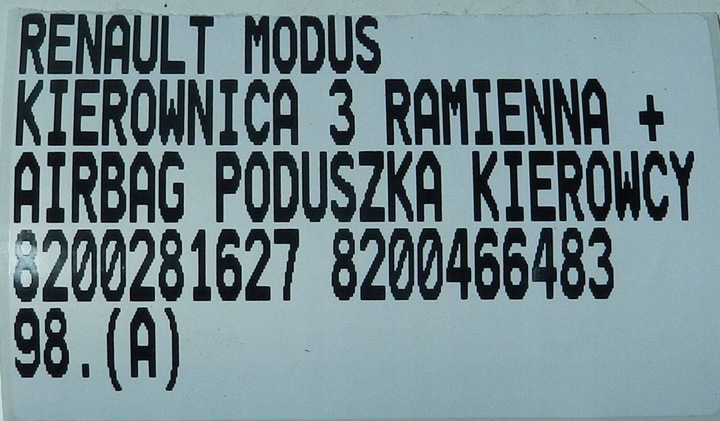 RENAULT MODUS
KIEROWNICA 3 RAMIENNA +
AIRBAG PODUSZKA KIEROWCY
8200281627 8200466483
98.(A)